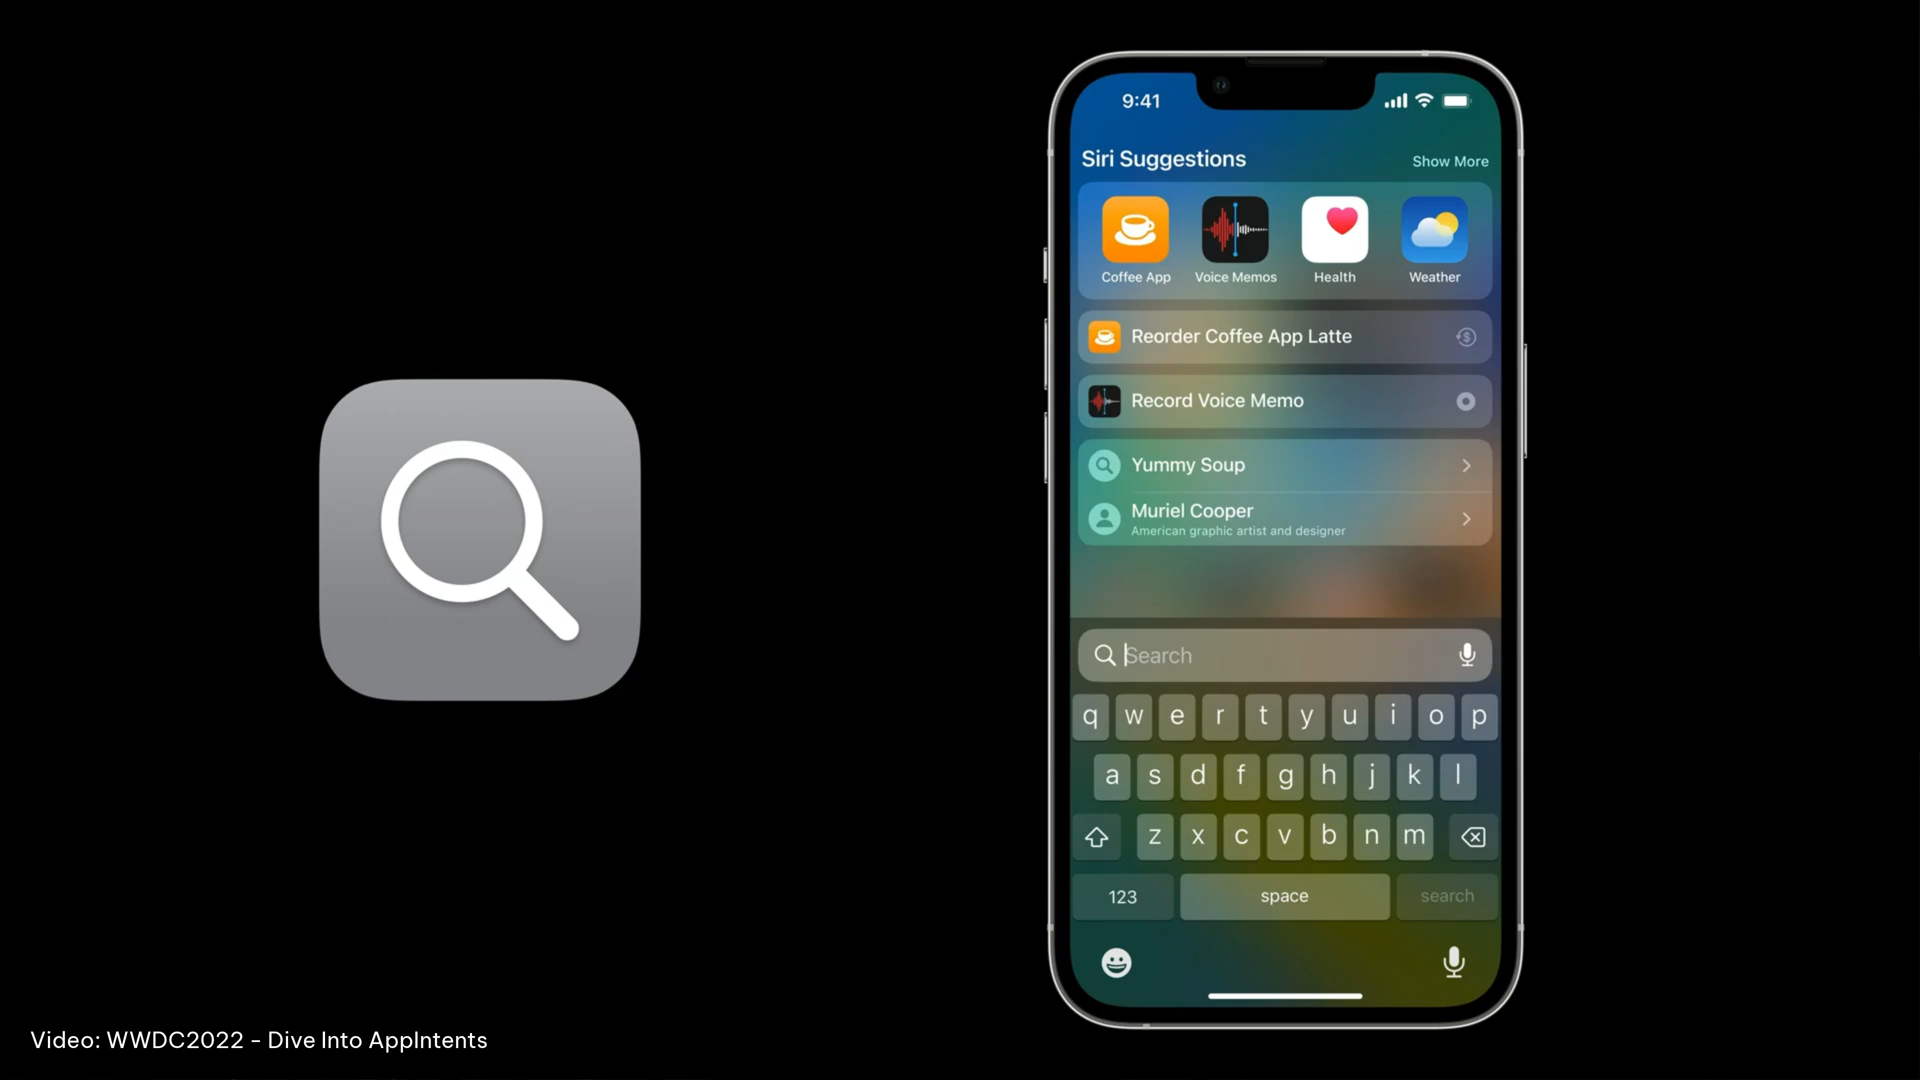 9:41
Siri Suggestions
Show More
Coffee App
Voice Memos
Health
Weather
Reorder Coffee App Latte
Record Voice Memo
Yummy Soup
Muriel Cooper
American graphic artist and designer
Search
q w e r t y u i o p
a s d f g h j k l
z x c v b n m
123
space
search
Video: WWDC2022 - Dive Into AppIntents